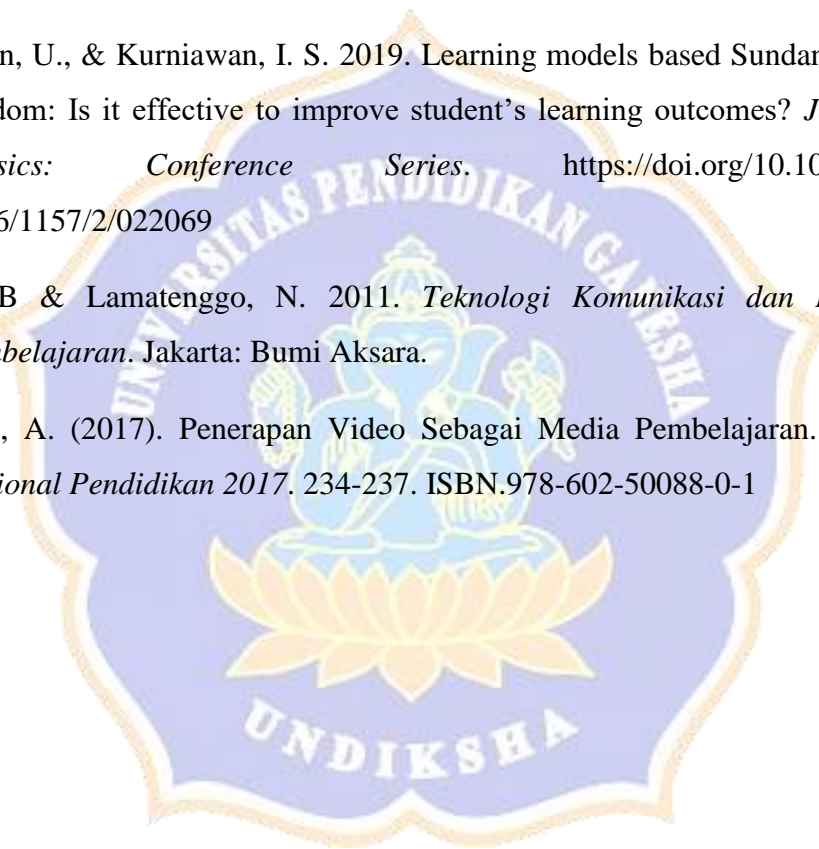 n, U., & Kurniawan, I. S. 2019. Learning models based Sundan
dom: Is it effective to improve student’s learning outcomes? J
sics: Conference Series. https://doi.org/10.10
6/1157/2/022069
B & Lamatenggo, N. 2011. Teknologi Komunikasi dan
belajaran. Jakarta: Bumi Aksara.
, A. (2017). Penerapan Video Sebagai Media Pembelajaran.
ional Pendidikan 2017. 234-237. ISBN.978-602-50088-0-1
UNIVERSITAS PENDIDIKAN GANESHA
UNDIKSHA